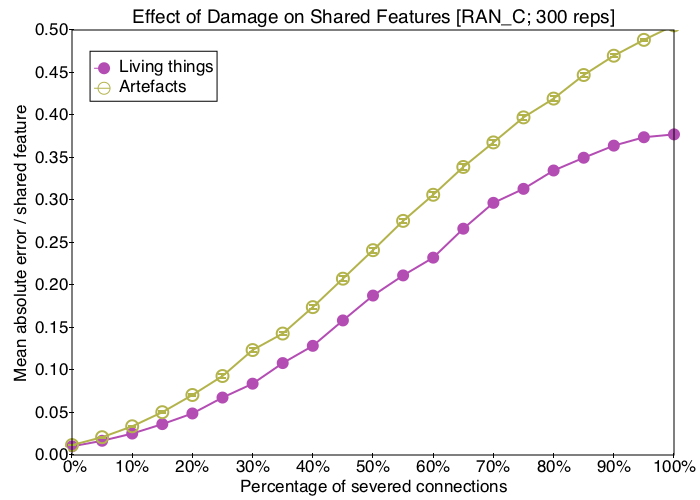 Effect of Damage on Shared Features [RAN_C; 300 reps]
Living things
Artefacts
Mean absolute error / shared feature
0.50
0.45
0.40
0.35
0.30
0.25
0.20
0.15
0.10
0.05
0.00
0% 10% 20% 30% 40% 50% 60% 70% 80% 90% 100%
Percentage of severed connections